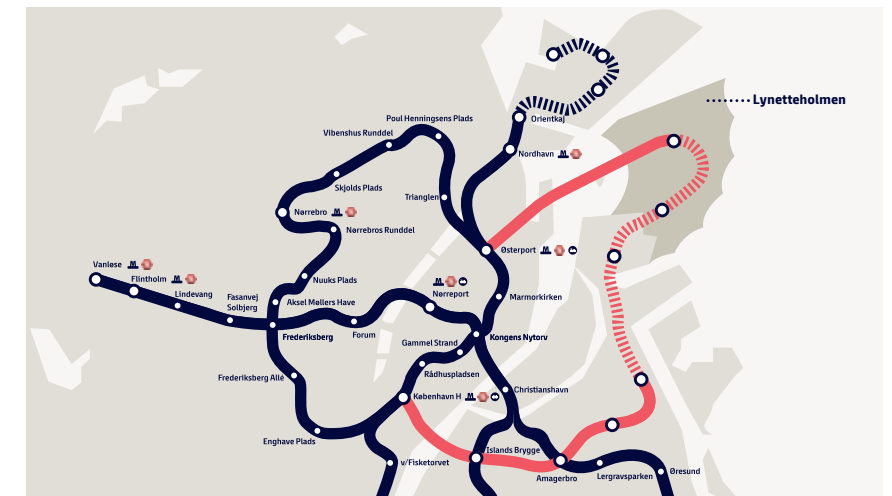 Lynetteholmen
Poul Henningsens Plads
Orientkaj
Vibenshus Runddel
Nordhavn
Skjolds Plads
Trianglen
Nørrebro
Nørrebros Runddel
Østerport
Vanløse
Flintholm
Nuuks Plads
Lindevang
Fasanvej
Solbjerg
Aksel Møllers Have
Nørreport
Marmorkirken
Frederiksberg
Forum
Gammel Strand
Kongens Nytorv
Rådhuspladsen
Frederiksberg Allé
Christianshavn
København H
Enghave Plads
Islands Brygge
v/Fisketorvet
Amagerbro
Lergravsparken
Øresund